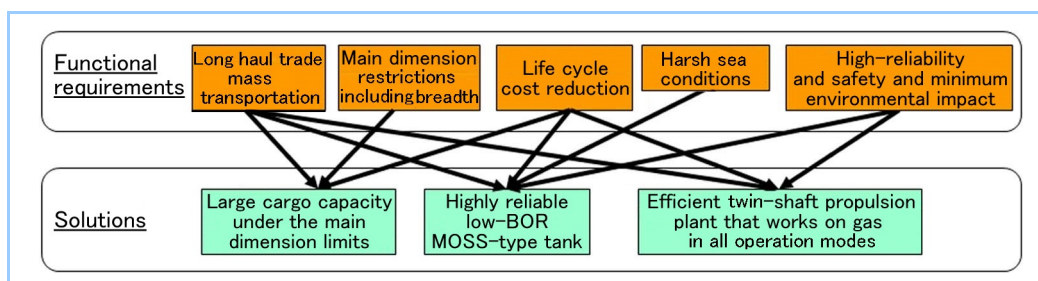 Functional
requirements
Long haul trade
mass
transportation
Main dimension
restrictions
including breadth
Life cycle
cost reduction
Harsh sea
conditions
High-reliability
and safety and minimum
environmental impact
Solutions
Large cargo capacity
under the main
dimension limits
Highly reliable
low-BOR
MOSS-type tank
Efficient twin-shaft propulsion
plant that works on gas
in all operation modes